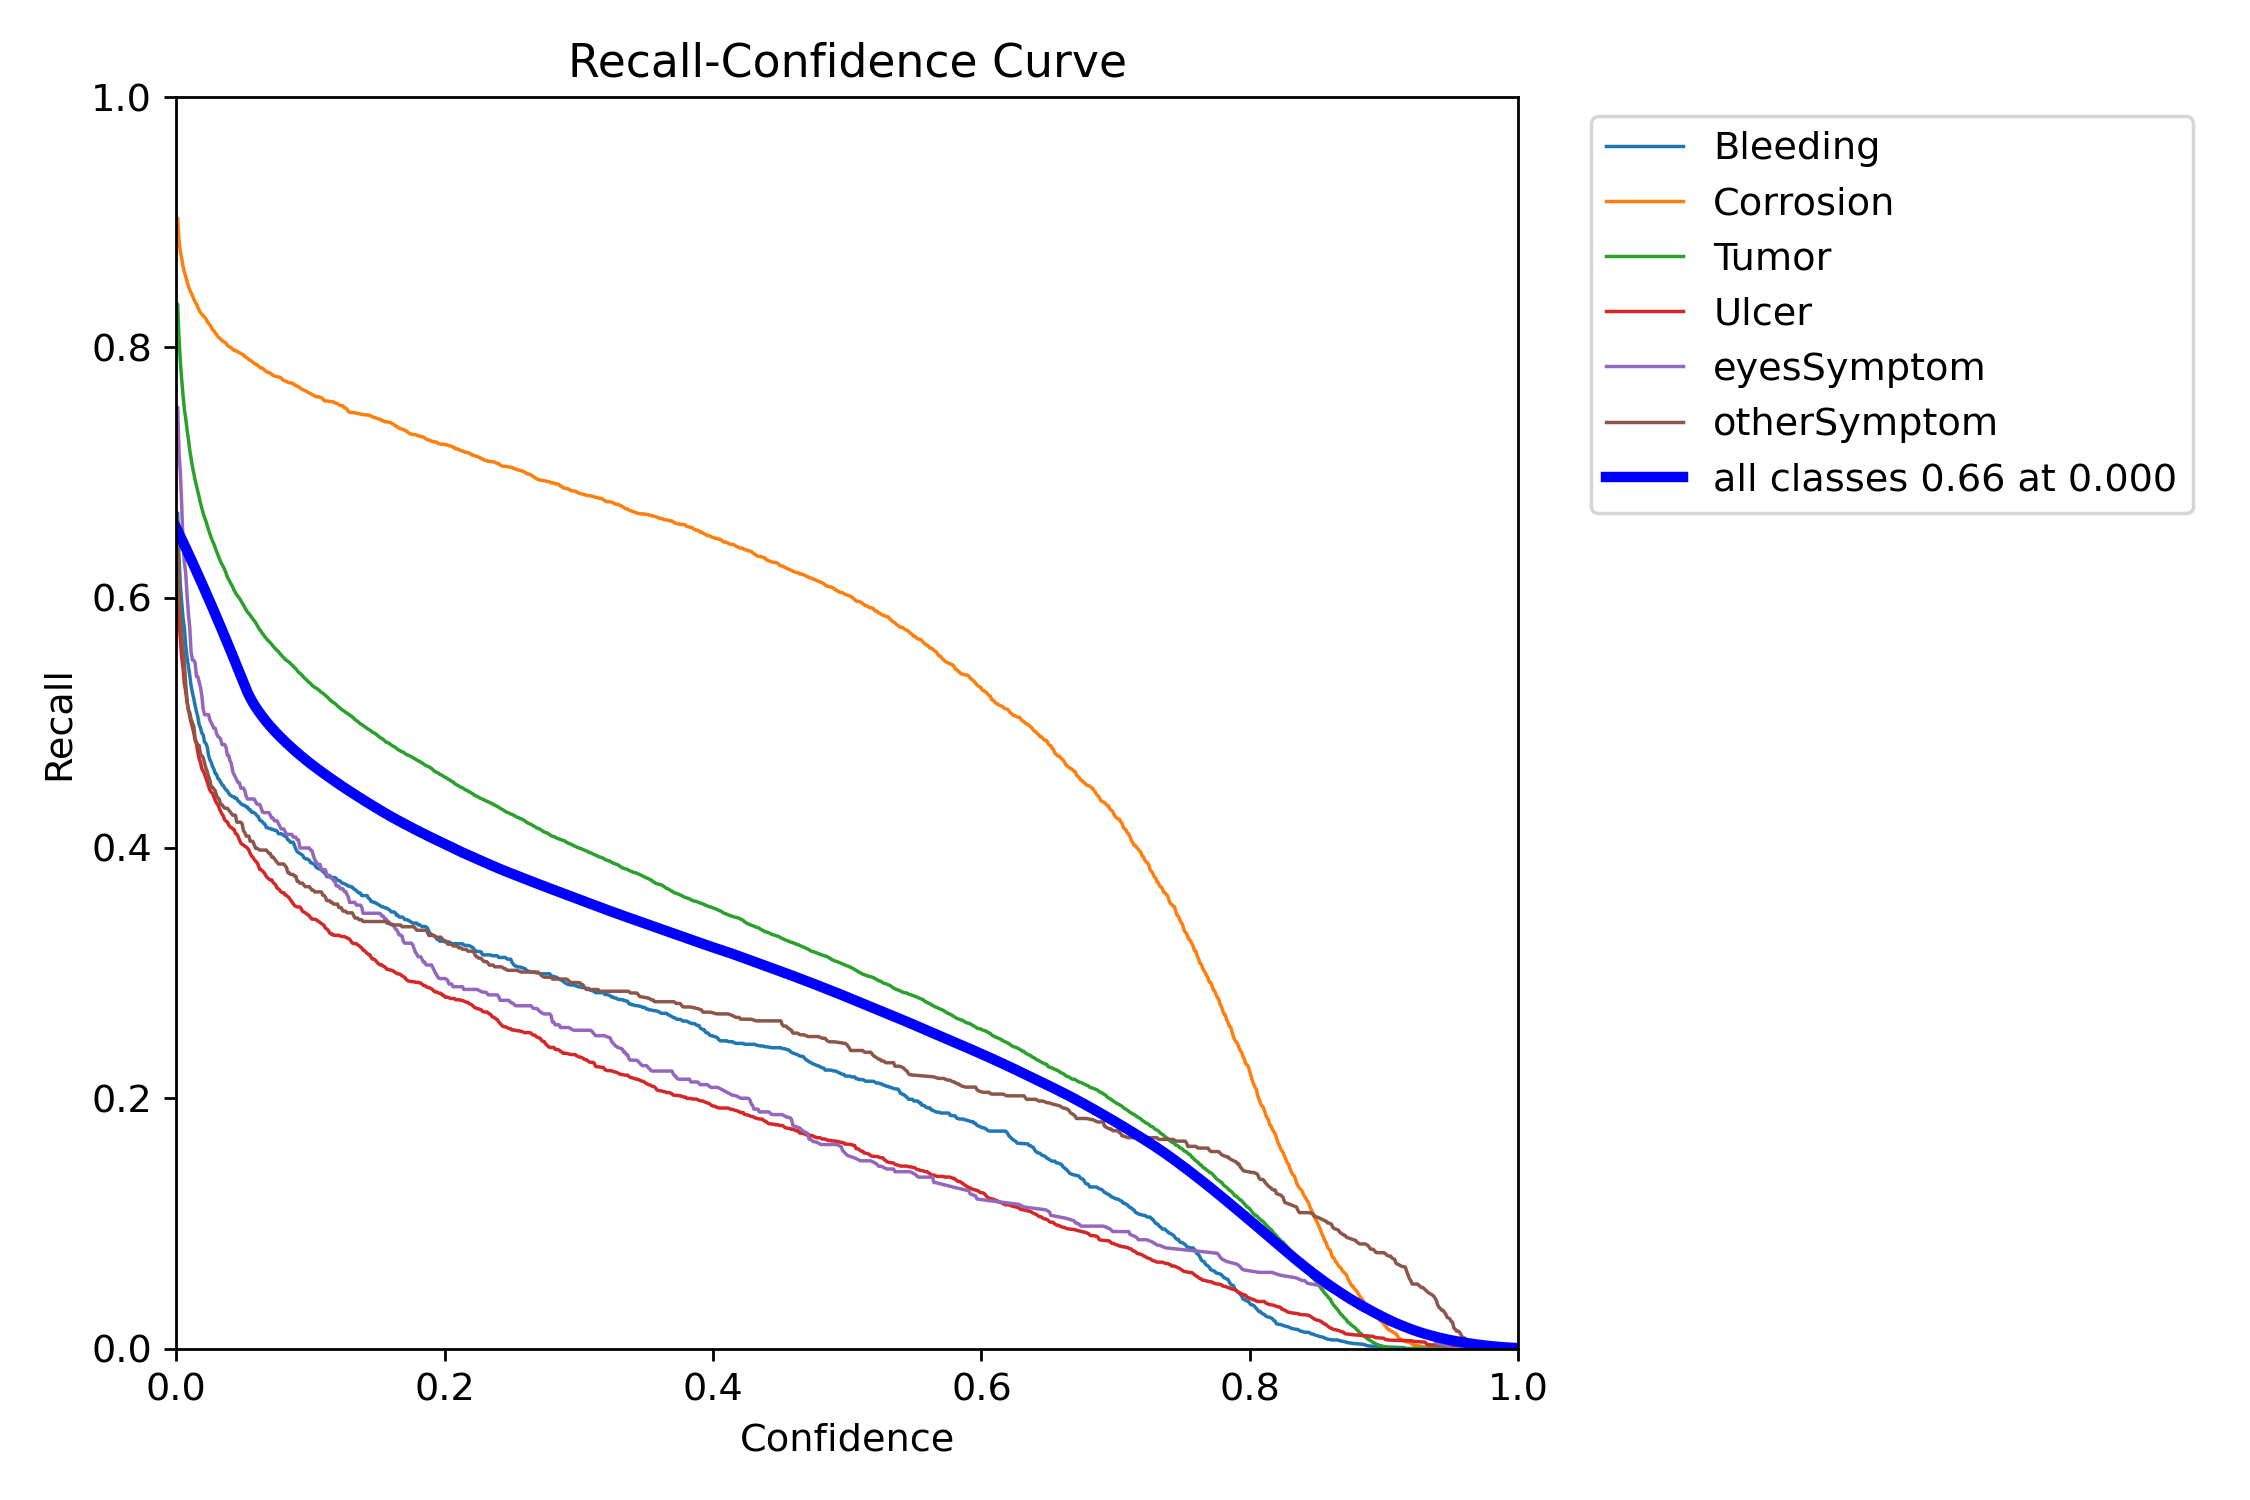 Recall-Confidence Curve
1.0
0.8
0.6
0.4
0.2
0.0
Recall
0.0 0.2 0.4 0.6 0.8 1.0
Confidence
Bleeding
Corrosion
Tumor
Ulcer
eyesSymptom
otherSymptom
all classes 0.66 at 0.000